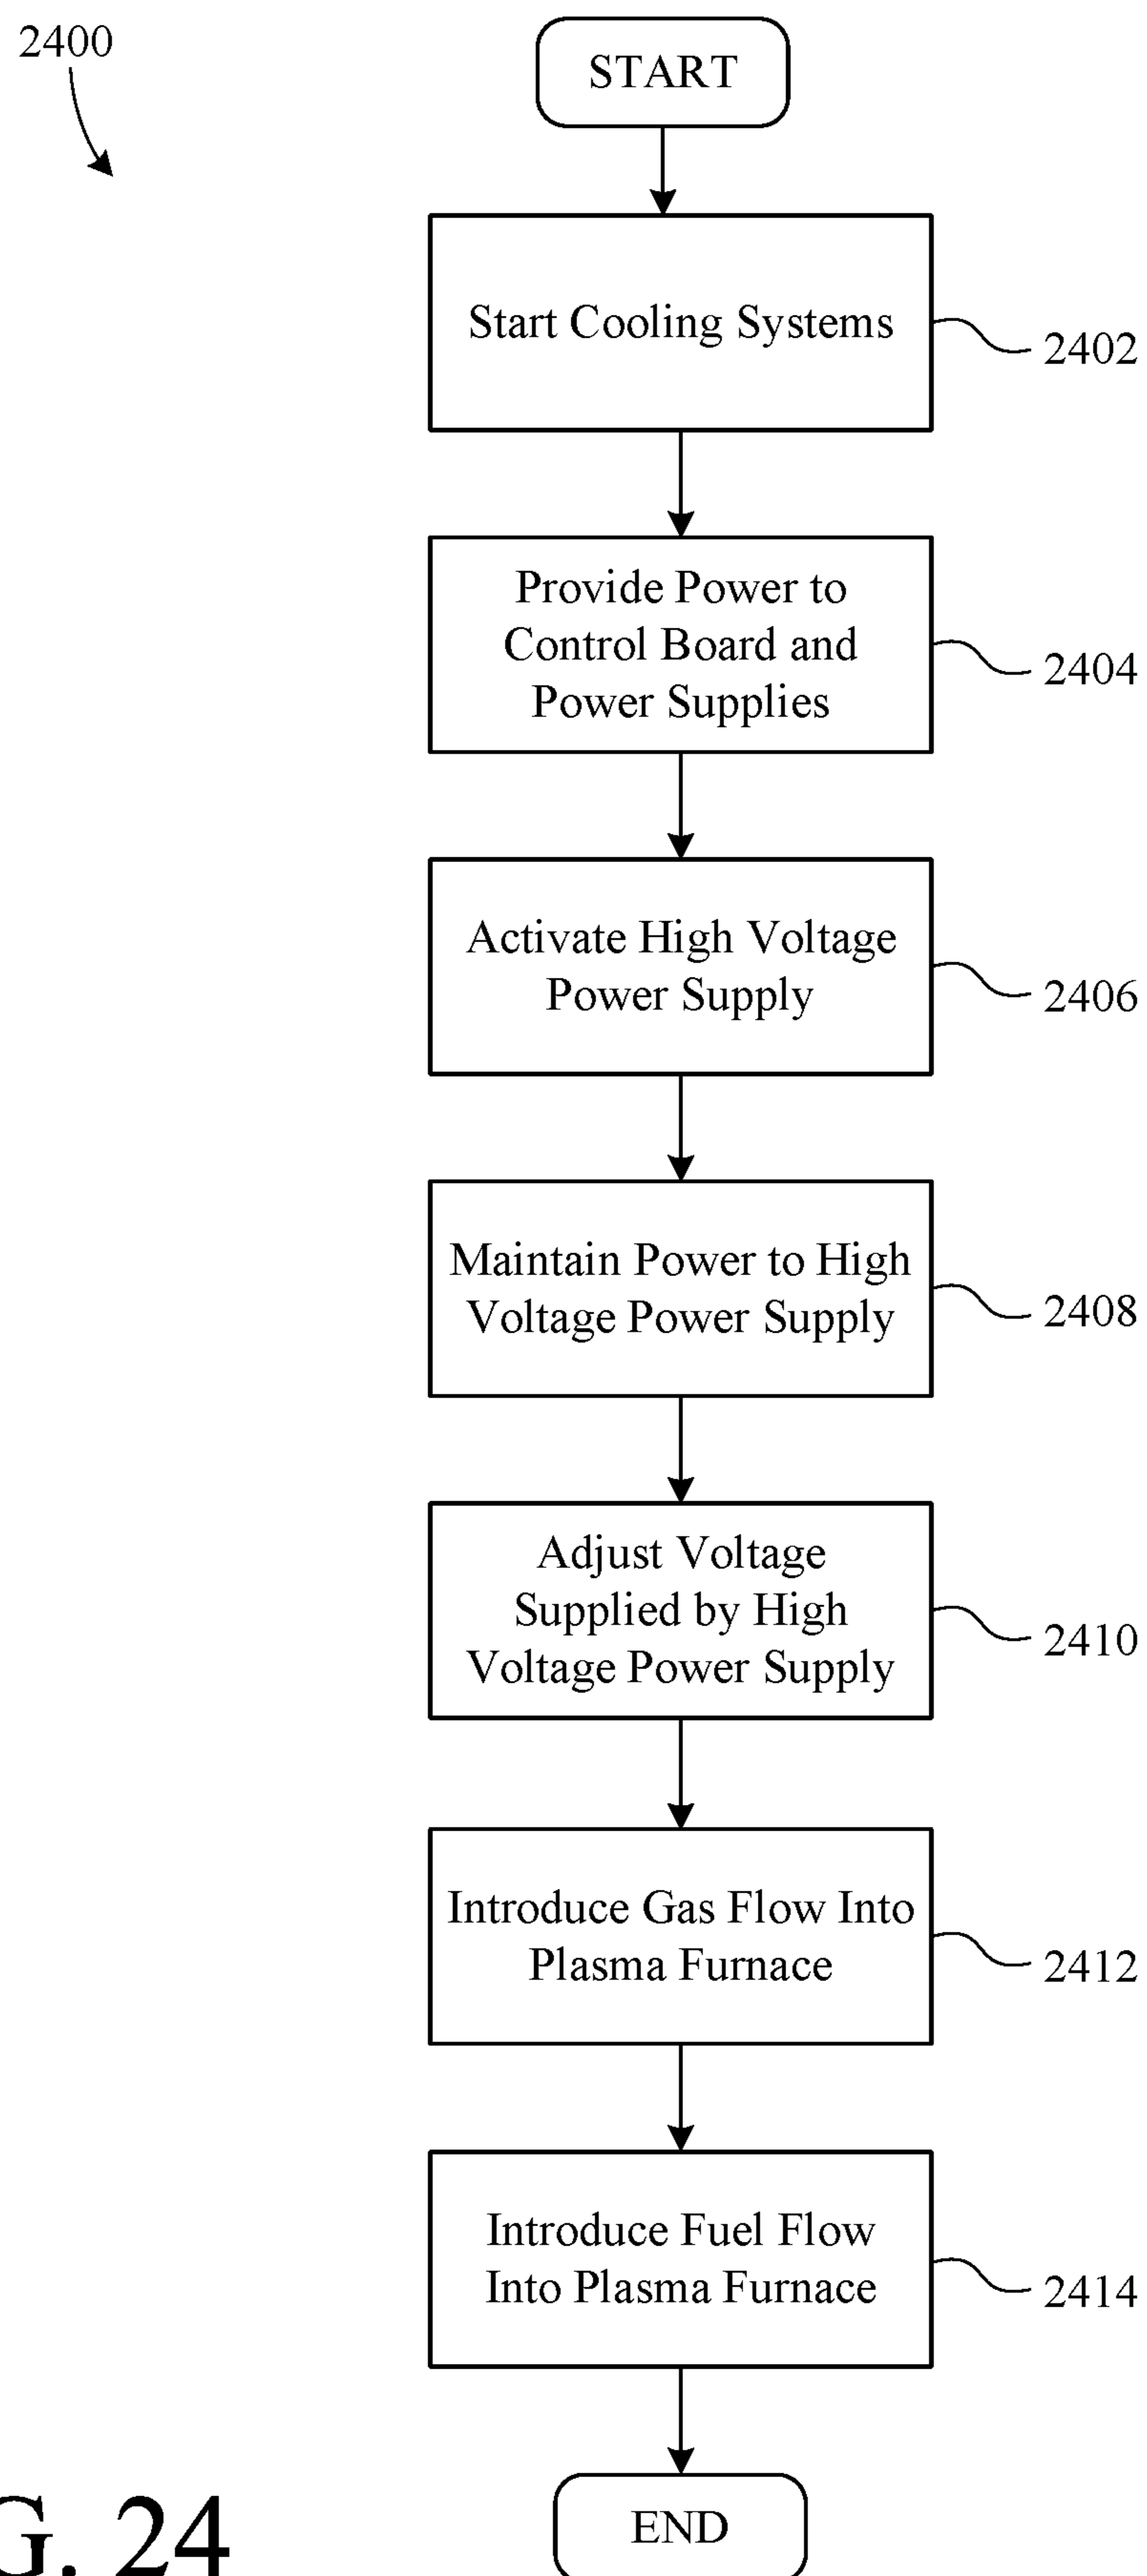 2400
START
Start Cooling Systems
2402
Provide Power to
Control Board and
Power Supplies
2404
Activate High Voltage
Power Supply
2406
Maintain Power to High
Voltage Power Supply
2408
Adjust Voltage
Supplied by High
Voltage Power Supply
2410
Introduce Gas Flow Into
Plasma Furnace
2412
Introduce Fuel Flow
Into Plasma Furnace
2414
END
G. 24